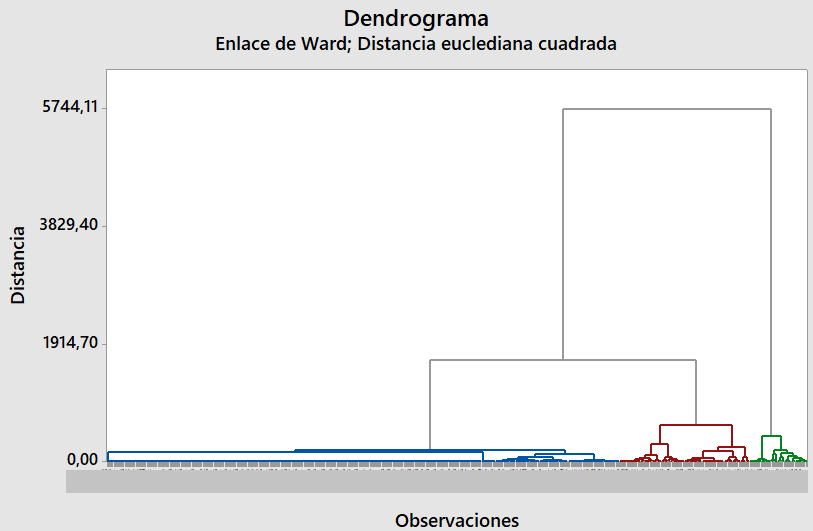 Dendrograma
Enlace de Ward; Distancia euclediana cuadrada
5744,11
3829,40
1914,70
0,00
Distancia
Observaciones